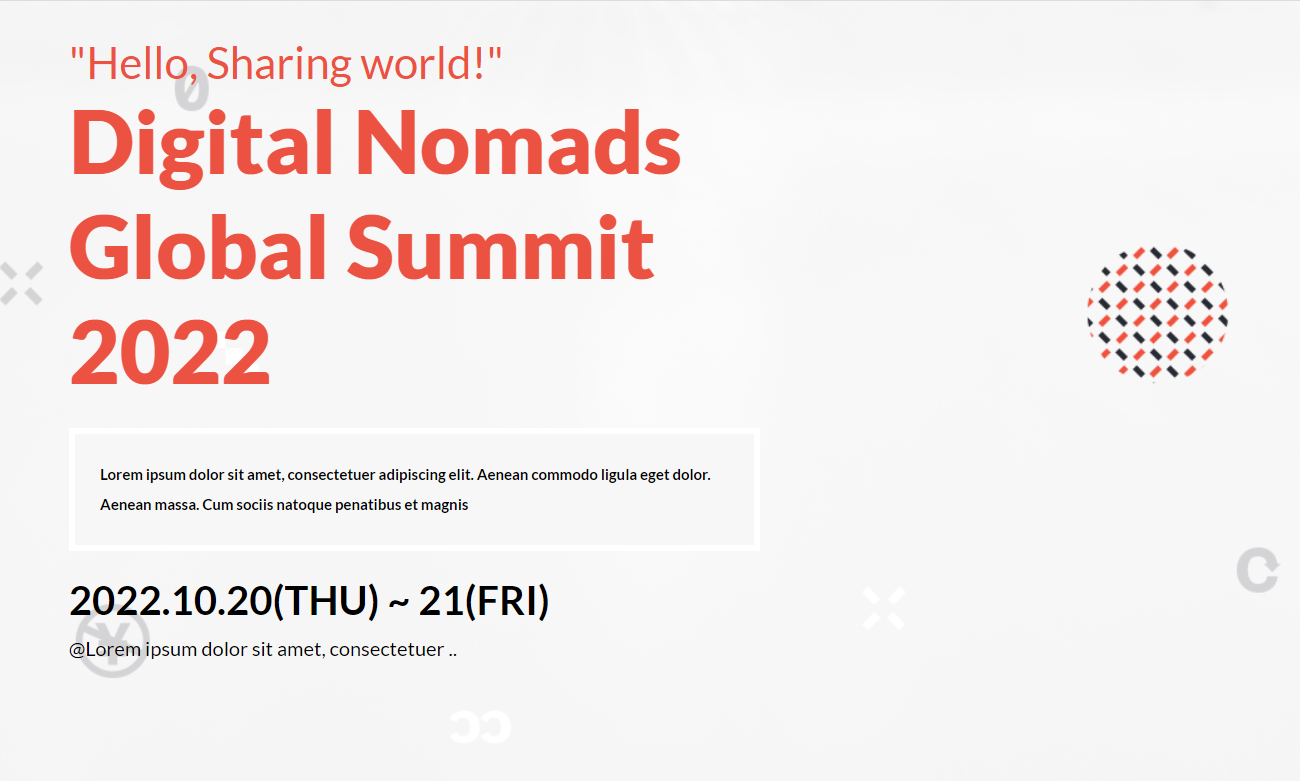 "Hello, Sharing world!"
Digital Nomads
Global Summit
2022
Lorem ipsum dolor sit amet, consectetuer adipiscing elit. Aenean commodo ligula eget dolor.
Aenean massa. Cum sociis natoque penatibus et magnis
2022.10.20(THU) ~ 21(FRI)
@Lorem ipsum dolor sit amet, consectetuer ..